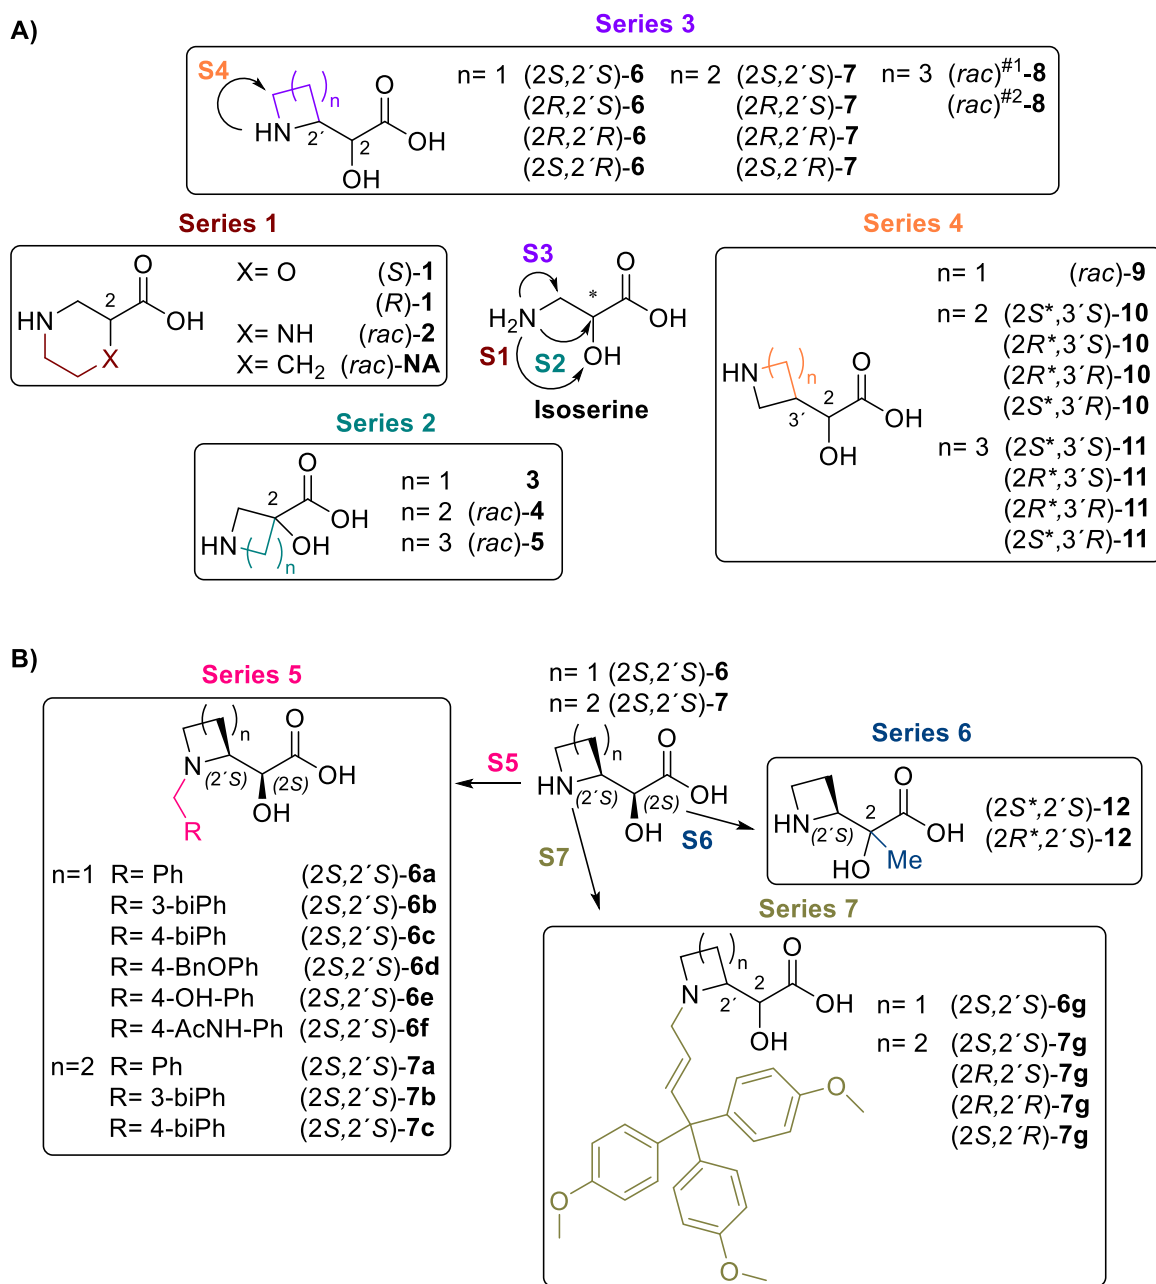 A)
Series 3
S4
n
HN
2´
2
O
OH
OH
n= 1 (2S,2´S)-6 n= 2 (2S,2´S)-7 n= 3 (rac)#1-8
(2R,2´S)-6 (2R,2´S)-7 (rac)#2-8
(2R,2´R)-6 (2R,2´R)-7
(2S,2´R)-6 (2S,2´R)-7
Series 1
O
2
HN
OH
X
X= O (S)-1
(R)-1
X= NH (rac)-2
X= CH2 (rac)-NA
S3
O
*
H2N
OH
S1
S2
OH
Isoserine
Series 4
HN
n
3´
2
O
OH
OH
n= 1 (rac)-9
n= 2 (2S*,3´S)-10
(2R*,3´S)-10
(2R*,3´R)-10
(2S*,3´R)-10
n= 3 (2S*,3´S)-11
(2R*,3´S)-11
(2R*,3´R)-11
(2S*,3´R)-11
Series 2
O
2
OH
HN
OH
n
n= 1 3
n= 2 (rac)-4
n= 3 (rac)-5
B)
Series 5
n
O
N
(2´S)
(2S)
OH
OH
R
n=1 R= Ph (2S,2´S)-6a
R= 3-biPh (2S,2´S)-6b
R= 4-biPh (2S,2´S)-6c
R= 4-BnOPh (2S,2´S)-6d
R= 4-OH-Ph (2S,2´S)-6e
R= 4-AcNH-Ph (2S,2´S)-6f
n=2 R= Ph (2S,2´S)-7a
R= 3-biPh (2S,2´S)-7b
R= 4-biPh (2S,2´S)-7c
n= 1 (2S,2´S)-6
n= 2 (2S,2´S)-7
n
O
S5
HN
(2´S)
(2S)
OH
OH
S6
S7
Series 6
O
2
HN
(2´S)
OH
HO
Me
(2S*,2´S)-12
(2R*,2´S)-12
Series 7
n
O
2
N
2´
OH
OH
O
O
O
n= 1 (2S,2´S)-6g
n= 2 (2S,2´S)-7g
(2R,2´S)-7g
(2R,2´R)-7g
(2S,2´R)-7g